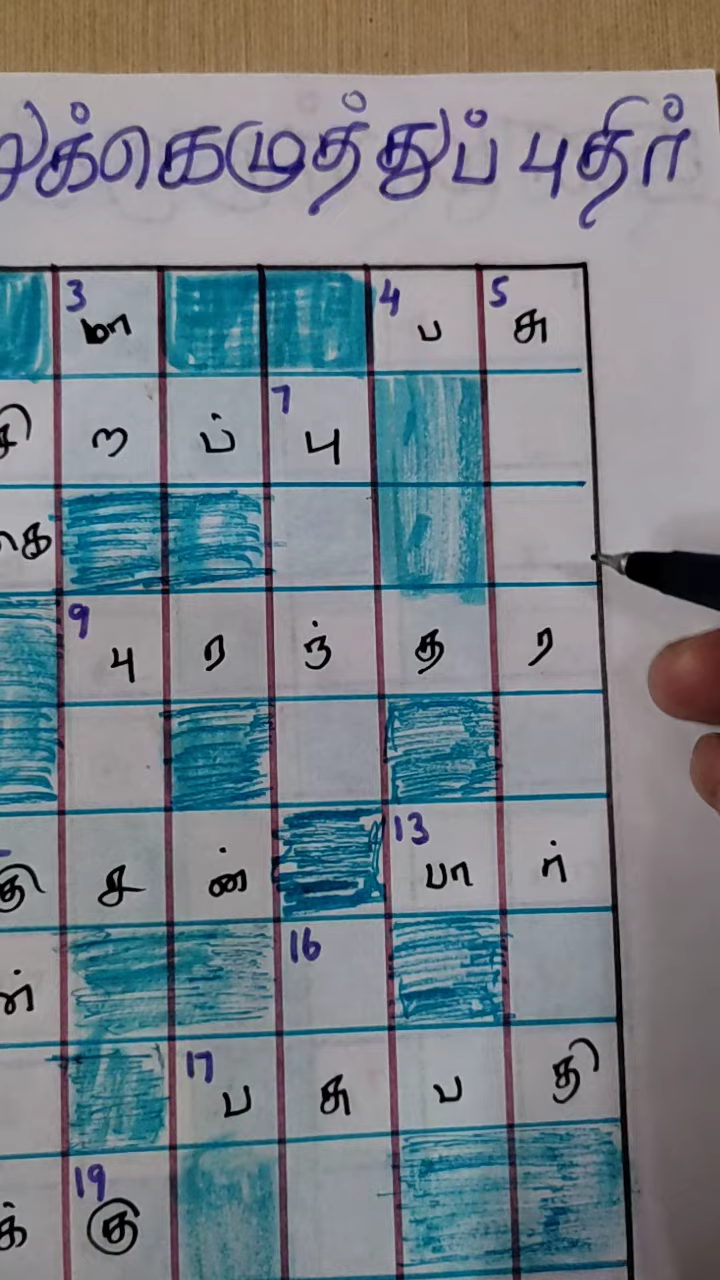 க்கெழுத்துப் புதிர்
3 மா 4 ப 5 சு
சி ற ப் 7 பு
கை
9 பு ர ந் த ர
தி ச ன் 13 பா ர்
ள் 16
17 ப சு ப தி
க் 19 கு